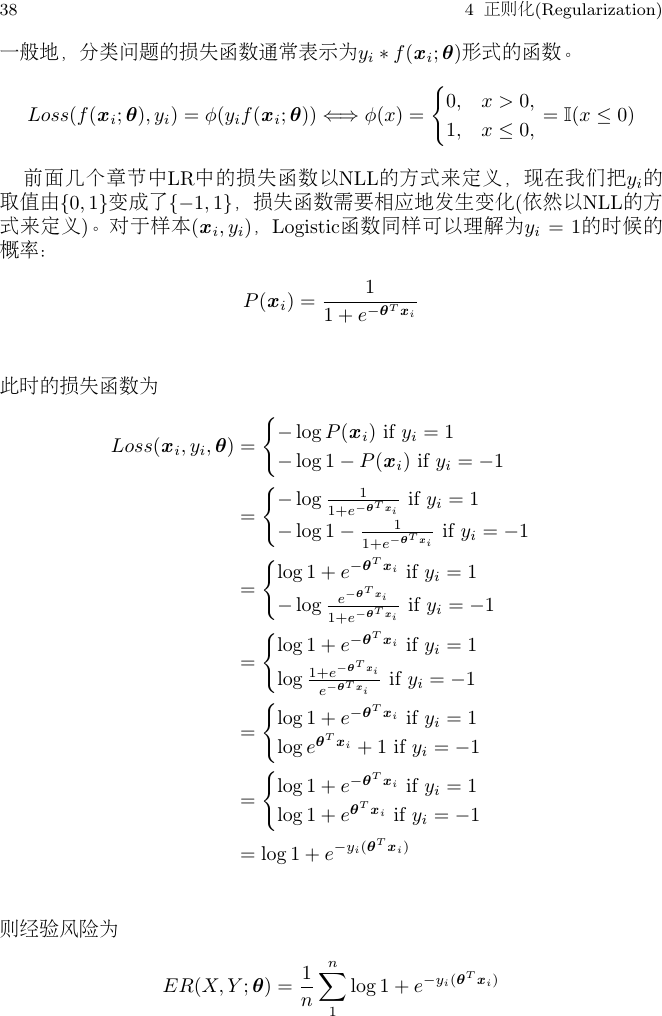 38 4 正则化(Regularization)
一般地，分类问题的损失函数通常表示为$y_i * f(\boldsymbol{x}_i; \boldsymbol{\theta})$形式的函数。
$Loss(f(\boldsymbol{x}_i; \boldsymbol{\theta}), y_i) = \phi(y_i f(\boldsymbol{x}_i; \boldsymbol{\theta})) \Longleftrightarrow \phi(x) = \begin{cases} 0, & x > 0, \\ 1, & x \leq 0, \end{cases} = \mathbb{I}(x \leq 0)$
前面几个章节中LR中的损失函数以NLL的方式来定义，现在我们把$y_i$的
取值由{0, 1}变成了{−1, 1}，损失函数需要相应地发生变化(依然以NLL的方
式来定义)。对于样本$(\boldsymbol{x}_i, y_i)$，Logistic函数同样可以理解为$y_i = 1$的时候的
概率：
$P(\boldsymbol{x}_i) = \frac{1}{1 + e^{-\boldsymbol{\theta}^T \boldsymbol{x}_i}}$
此时的损失函数为
$Loss(\boldsymbol{x}_i, y_i, \boldsymbol{\theta}) = \begin{cases} -\log P(\boldsymbol{x}_i) \text{ if } y_i = 1 \\ -\log 1 - P(\boldsymbol{x}_i) \text{ if } y_i = -1 \end{cases}$
$= \begin{cases} -\log \frac{1}{1+e^{-\boldsymbol{\theta}^T \boldsymbol{x}_i}} \text{ if } y_i = 1 \\ -\log 1 - \frac{1}{1+e^{-\boldsymbol{\theta}^T \boldsymbol{x}_i}} \text{ if } y_i = -1 \end{cases}$
$= \begin{cases} \log 1 + e^{-\boldsymbol{\theta}^T \boldsymbol{x}_i} \text{ if } y_i = 1 \\ -\log \frac{e^{-\boldsymbol{\theta}^T \boldsymbol{x}_i}}{1+e^{-\boldsymbol{\theta}^T \boldsymbol{x}_i}} \text{ if } y_i = -1 \end{cases}$
$= \begin{cases} \log 1 + e^{-\boldsymbol{\theta}^T \boldsymbol{x}_i} \text{ if } y_i = 1 \\ \log \frac{1+e^{-\boldsymbol{\theta}^T \boldsymbol{x}_i}}{e^{-\boldsymbol{\theta}^T \boldsymbol{x}_i}} \text{ if } y_i = -1 \end{cases}$
$= \begin{cases} \log 1 + e^{-\boldsymbol{\theta}^T \boldsymbol{x}_i} \text{ if } y_i = 1 \\ \log e^{\boldsymbol{\theta}^T \boldsymbol{x}_i} + 1 \text{ if } y_i = -1 \end{cases}$
$= \begin{cases} \log 1 + e^{-\boldsymbol{\theta}^T \boldsymbol{x}_i} \text{ if } y_i = 1 \\ \log 1 + e^{\boldsymbol{\theta}^T \boldsymbol{x}_i} \text{ if } y_i = -1 \end{cases}$
$= \log 1 + e^{-y_i(\boldsymbol{\theta}^T \boldsymbol{x}_i)}$
则经验风险为
$ER(X, Y; \boldsymbol{\theta}) = \frac{1}{n} \sum_{1}^{n} \log 1 + e^{-y_i(\boldsymbol{\theta}^T \boldsymbol{x}_i)}$